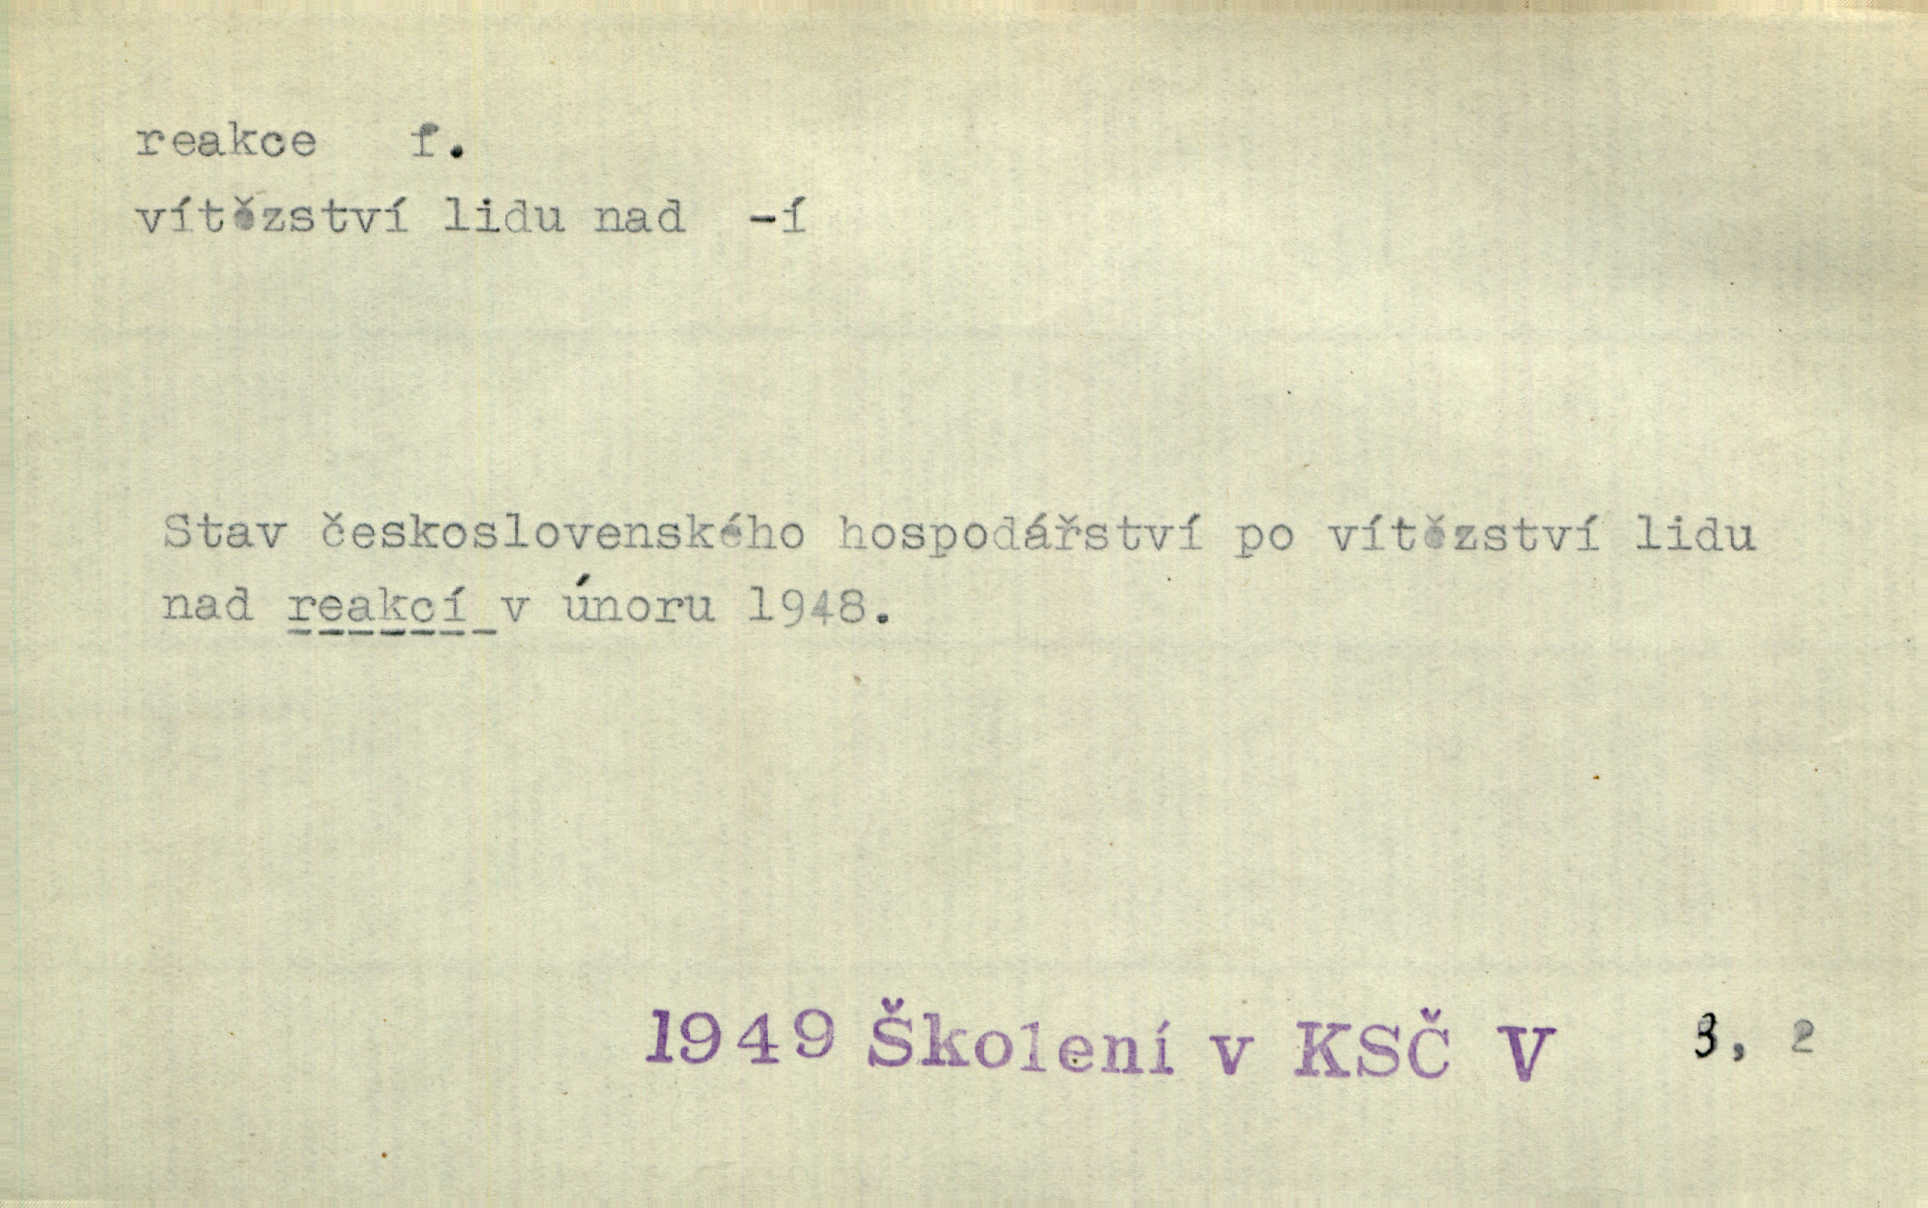 reakce f.
vítězství lidu nad -í
Stav československého hospodářství po vítězství lidu
nad reakcí v únoru 1948.
1949 Školení v KSČ V 3, 2